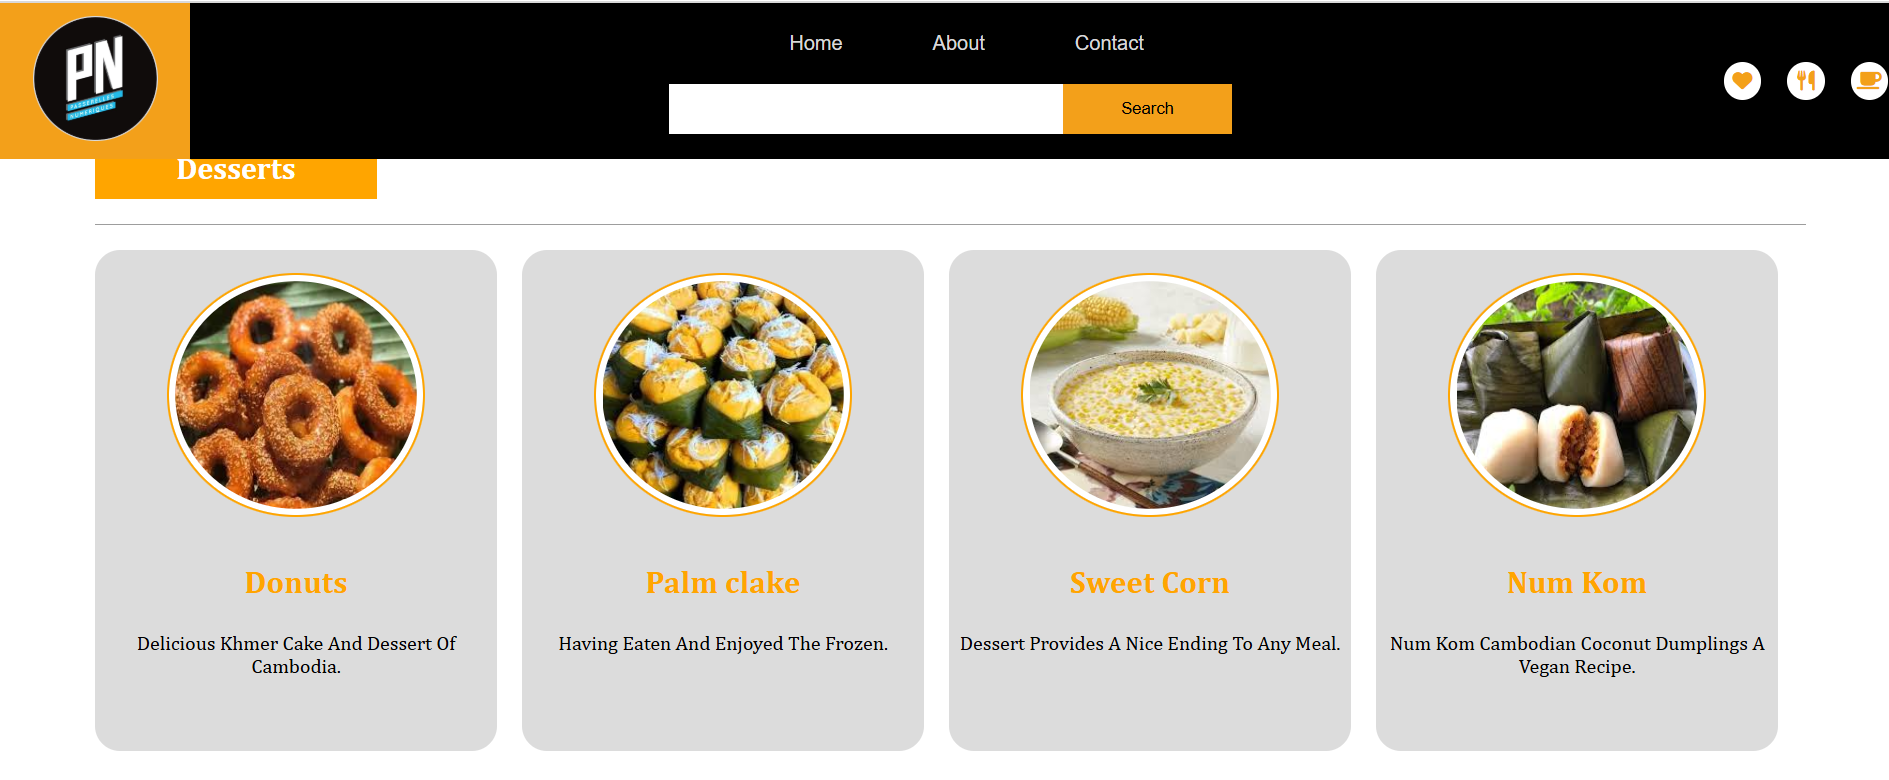 PN
PASSERELLES
NUMERIQUES
Home About Contact
Search
Desserts
Donuts
Delicious Khmer Cake And Dessert Of
Cambodia.
Palm clake
Having Eaten And Enjoyed The Frozen.
Sweet Corn
Dessert Provides A Nice Ending To Any Meal.
Num Kom
Num Kom Cambodian Coconut Dumplings A
Vegan Recipe.